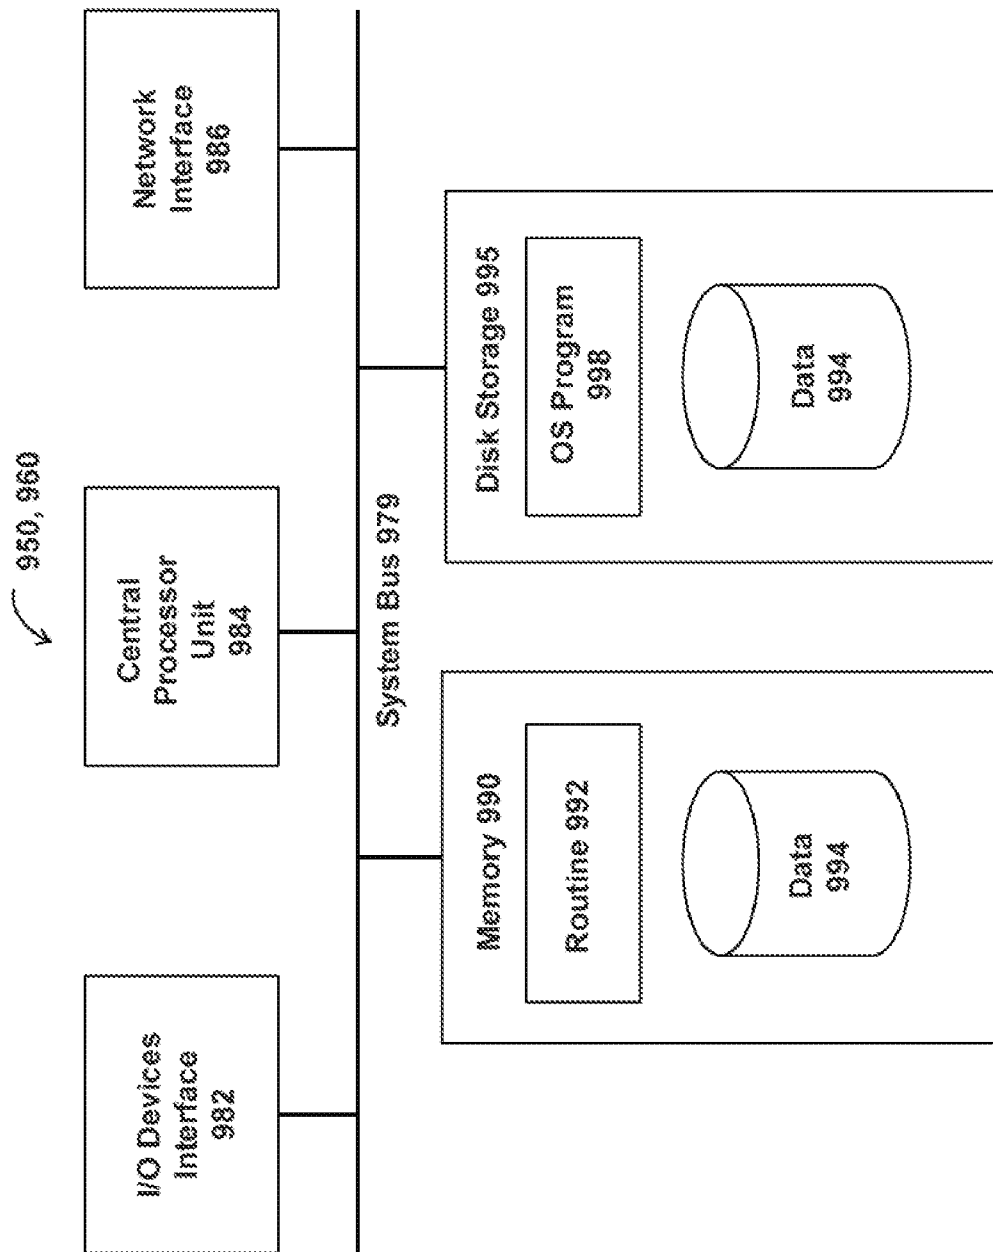 950, 960
I/O Devices
Interface
982
Central
Processor
Unit
984
Network
Interface
986
System Bus 979
Memory 990
Routine 992
Data
994
Disk Storage 995
OS Program
998
Data
994